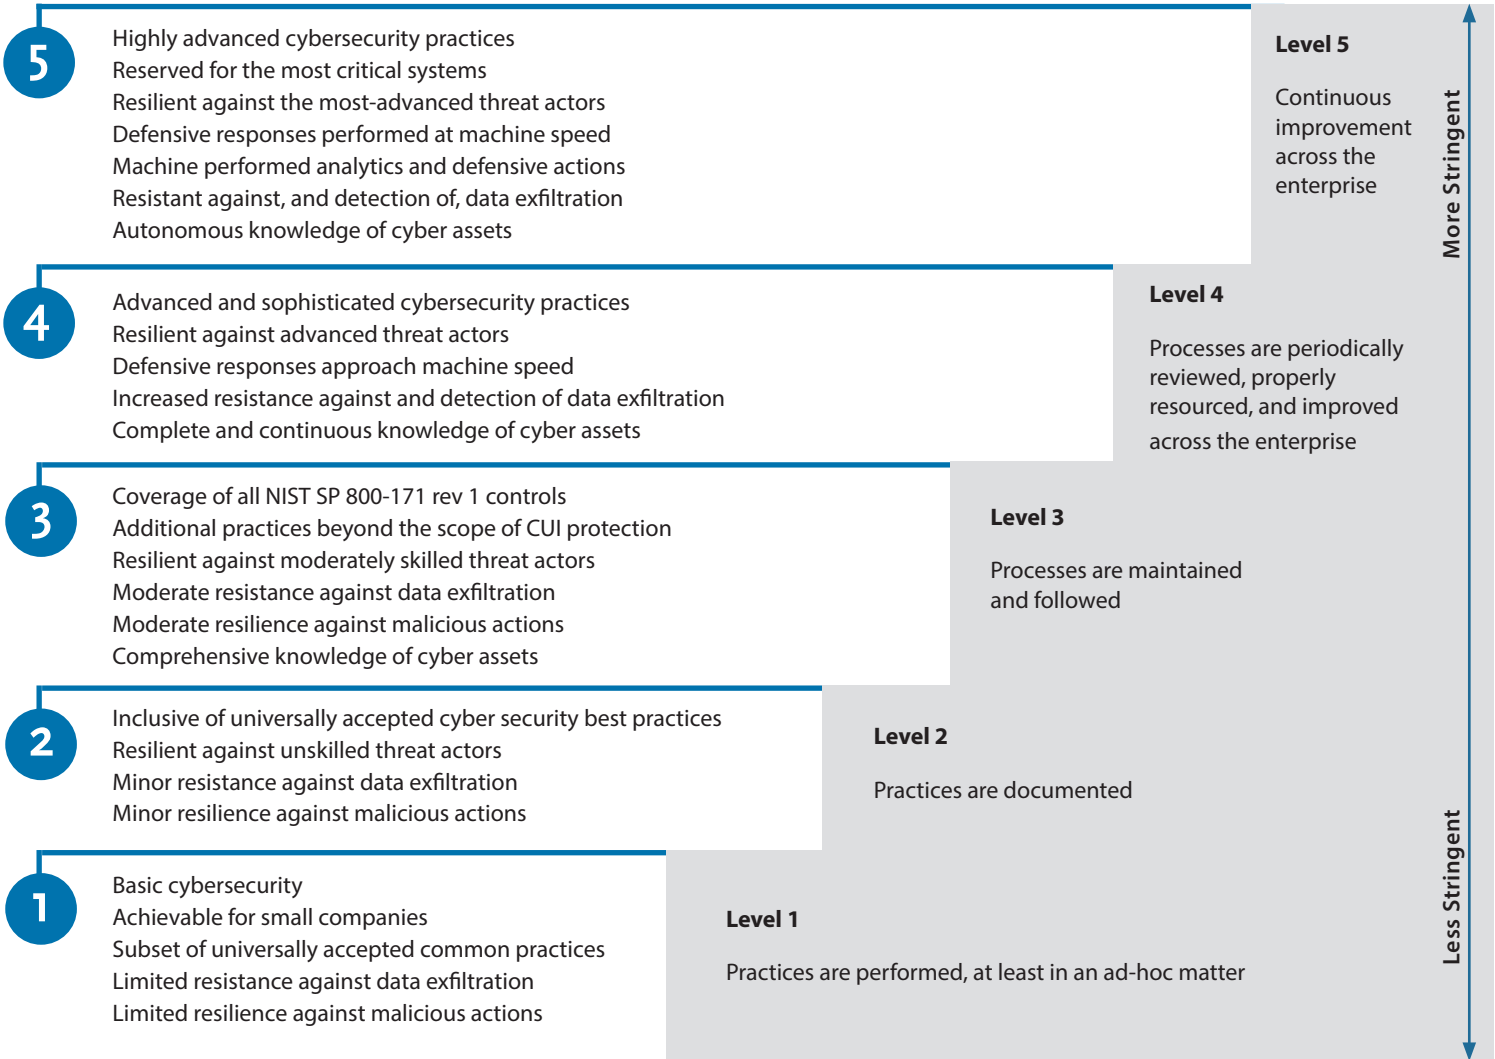 5
Highly advanced cybersecurity practices
Reserved for the most critical systems
Resilient against the most-advanced threat actors
Defensive responses performed at machine speed
Machine performed analytics and defensive actions
Resistant against, and detection of, data exfiltration
Autonomous knowledge of cyber assets
Level 5
Continuous
improvement
across the
enterprise
More Stringent
4
Advanced and sophisticated cybersecurity practices
Resilient against advanced threat actors
Defensive responses approach machine speed
Increased resistance against and detection of data exfiltration
Complete and continuous knowledge of cyber assets
Level 4
Processes are periodically
reviewed, properly
resourced, and improved
across the enterprise
3
Coverage of all NIST SP 800-171 rev 1 controls
Additional practices beyond the scope of CUI protection
Resilient against moderately skilled threat actors
Moderate resistance against data exfiltration
Moderate resilience against malicious actions
Comprehensive knowledge of cyber assets
Level 3
Processes are maintained
and followed
2
Inclusive of universally accepted cyber security best practices
Resilient against unskilled threat actors
Minor resistance against data exfiltration
Minor resilience against malicious actions
Level 2
Practices are documented
1
Basic cybersecurity
Achievable for small companies
Subset of universally accepted common practices
Limited resistance against data exfiltration
Limited resilience against malicious actions
Level 1
Practices are performed, at least in an ad-hoc matter
Less Stringent